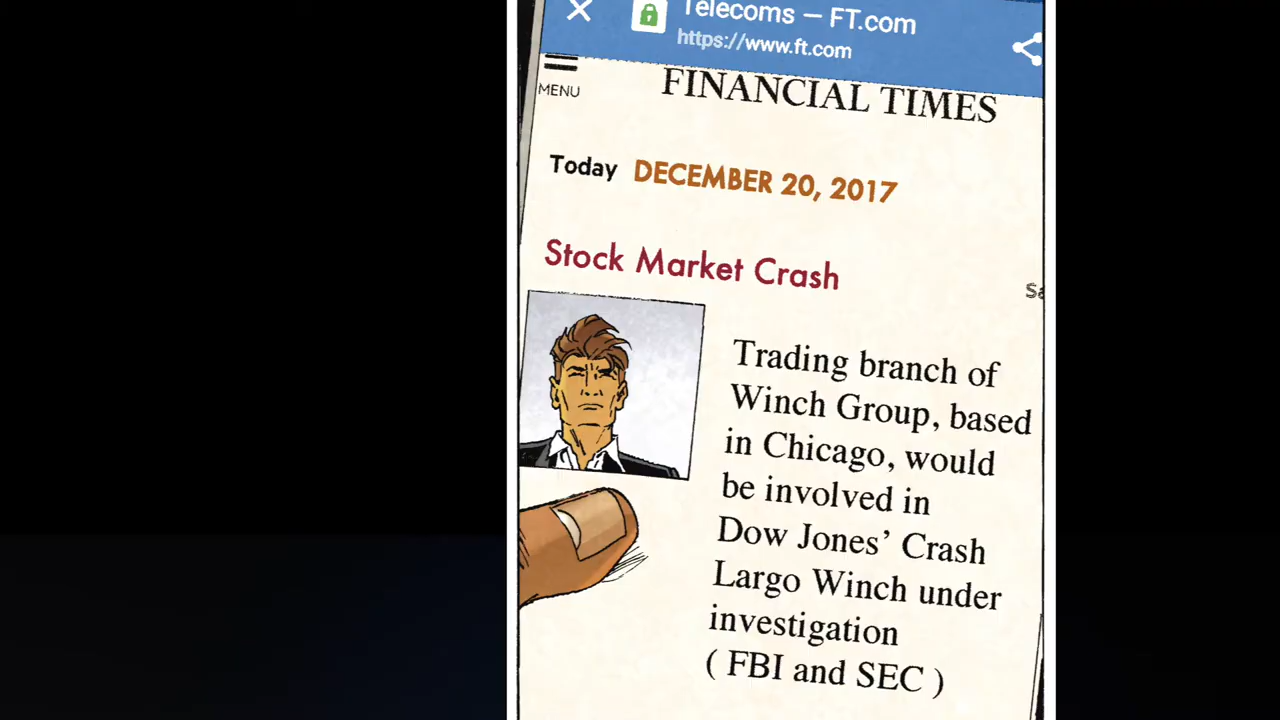 Telecoms – FT.com
https://www.ft.com
MENU
FINANCIAL TIMES
Today DECEMBER 20, 2017
Stock Market Crash
Trading branch of
Winch Group, based
in Chicago, would
be involved in
Dow Jones’ Crash
Largo Winch under
investigation
( FBI and SEC )